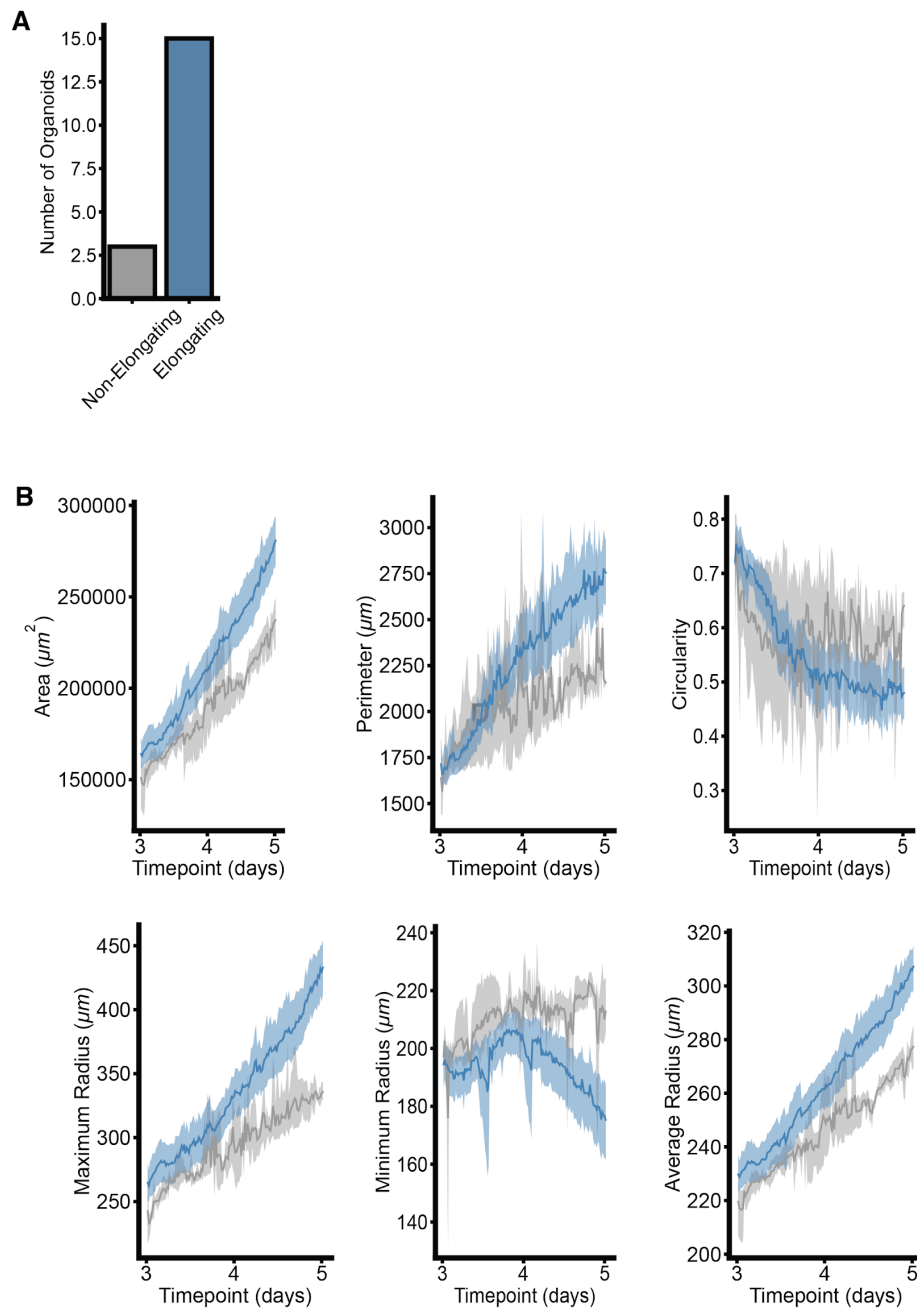 A
Number of Organoids
15.0
12.5
10.0
7.5
5.0
2.5
0.0
Non-Elongating
Elongating
B
Area (µm²)
300000
250000
200000
150000
3 4 5
Timepoint (days)
Perimeter (µm)
3000
2750
2500
2250
2000
1750
1500
3 4 5
Timepoint (days)
Circularity
0.8
0.7
0.6
0.5
0.4
0.3
3 4 5
Timepoint (days)
Maximum Radius (µm)
450
400
350
300
250
3 4 5
Timepoint (days)
Minimum Radius (µm)
240
220
200
180
160
140
3 4 5
Timepoint (days)
Average Radius (µm)
320
300
280
260
240
220
200
3 4 5
Timepoint (days)